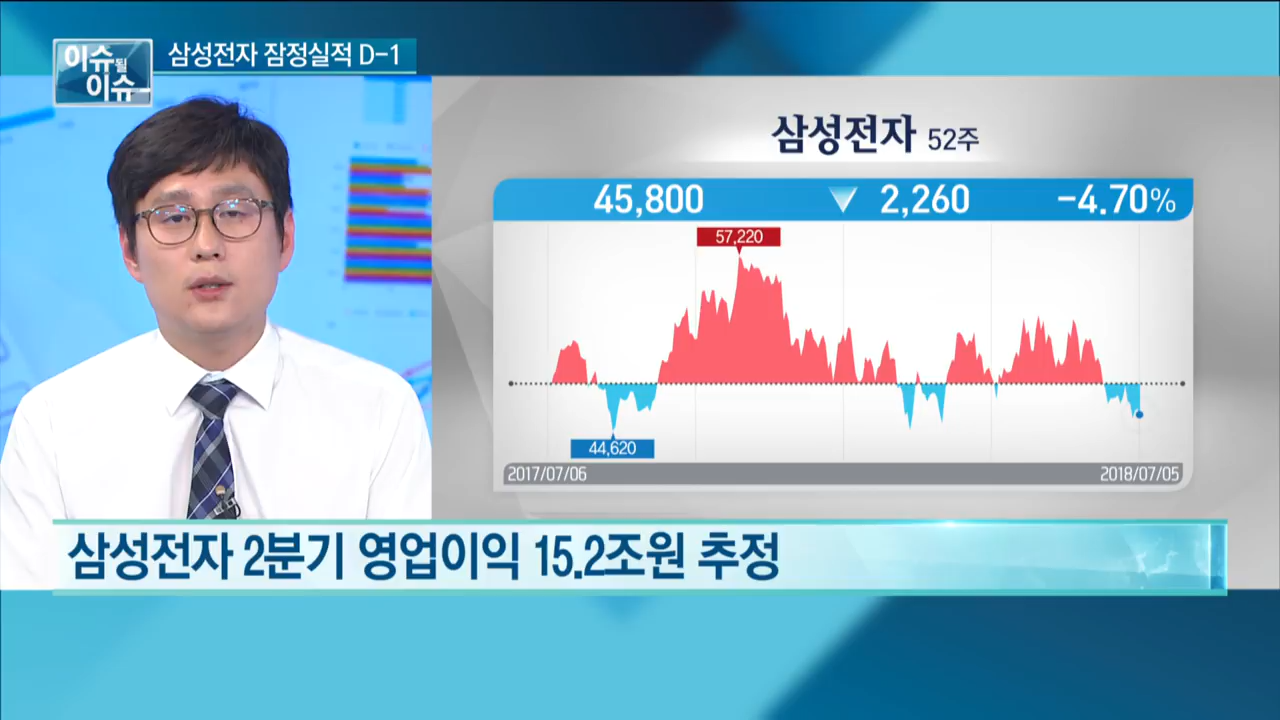 이슈될
이슈
삼성전자 잠정실적 D-1
삼성전자 52주
45,800 ▼ 2,260 -4.70%
57,220
44,620
2017/07/06 2018/07/05
삼성전자 2분기 영업이익 15.2조원 추정